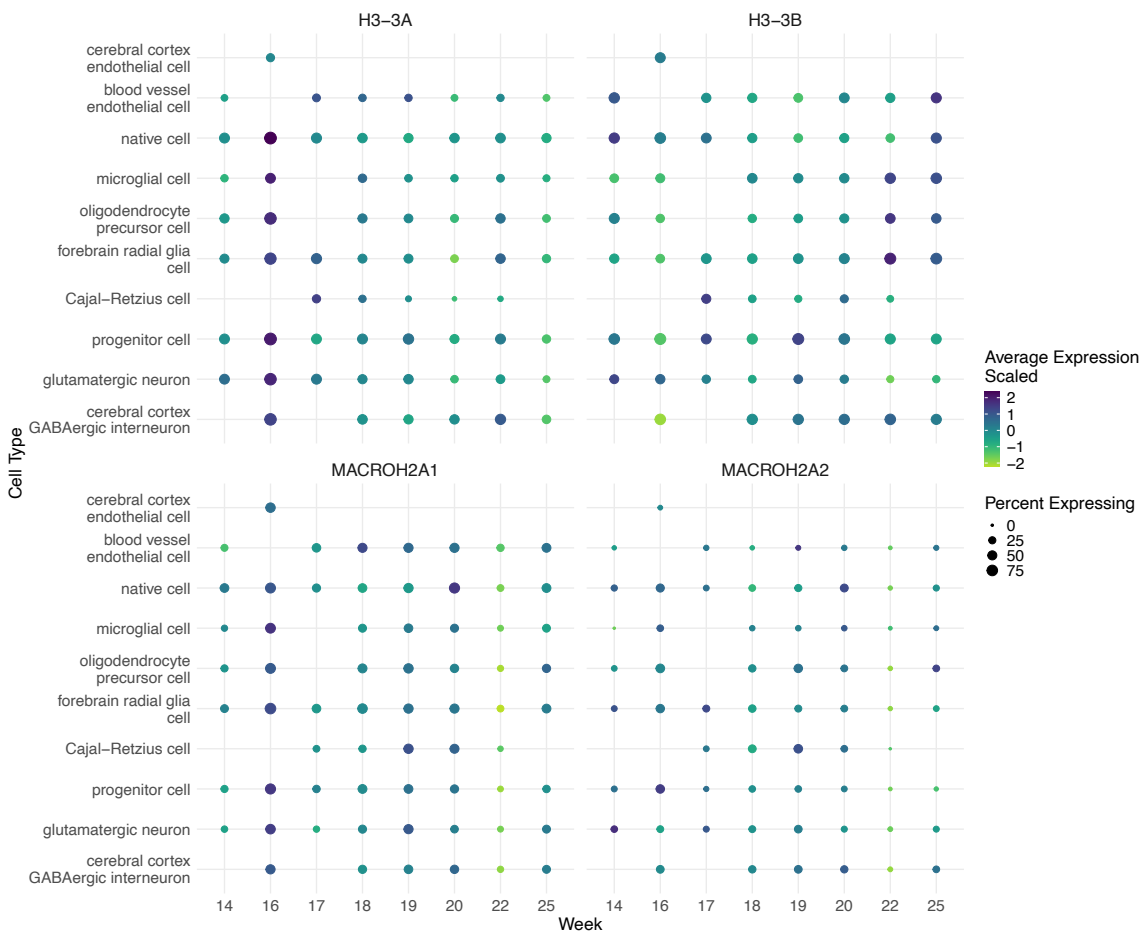 H3−3A
H3−3B
cerebral cortex
endothelial cell
blood vessel
endothelial cell
native cell
microglial cell
oligodendrocyte
precursor cell
forebrain radial glia
cell
Cajal−Retzius cell
progenitor cell
glutamatergic neuron
cerebral cortex
GABAergic interneuron
Average Expression
Scaled
2
1
0
−1
−2
Cell Type
MACROH2A1
MACROH2A2
Percent Expressing
0
25
50
75
cerebral cortex
endothelial cell
blood vessel
endothelial cell
native cell
microglial cell
oligodendrocyte
precursor cell
forebrain radial glia
cell
Cajal−Retzius cell
progenitor cell
glutamatergic neuron
cerebral cortex
GABAergic interneuron
14 16 17 18 19 20 22 25 14 16 17 18 19 20 22 25
Week